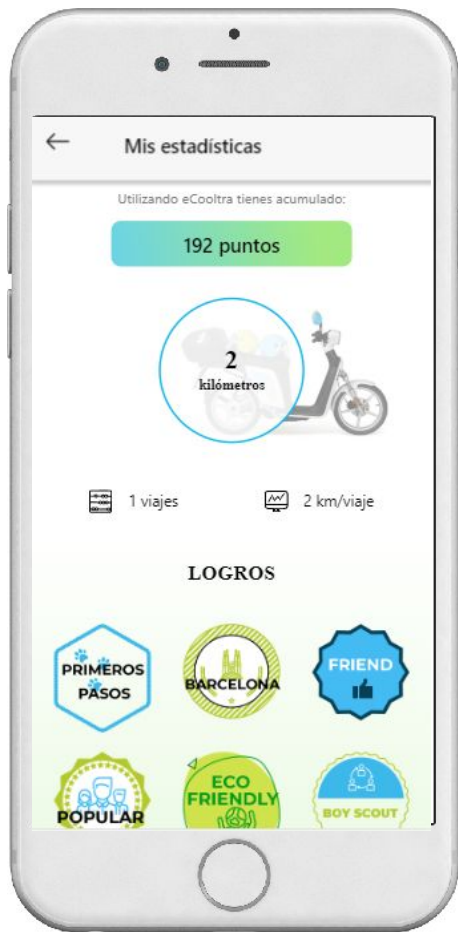 Mis estadísticas
Utilizando eCooltra tienes acumulado:
192 puntos
2
kilómetros
1 viajes
2 km/viaje
LOGROS
PRIMEROS
PASOS
BARCELONA
FRIEND
POPULAR
ECO
FRIENDLY
BOY SCOUT